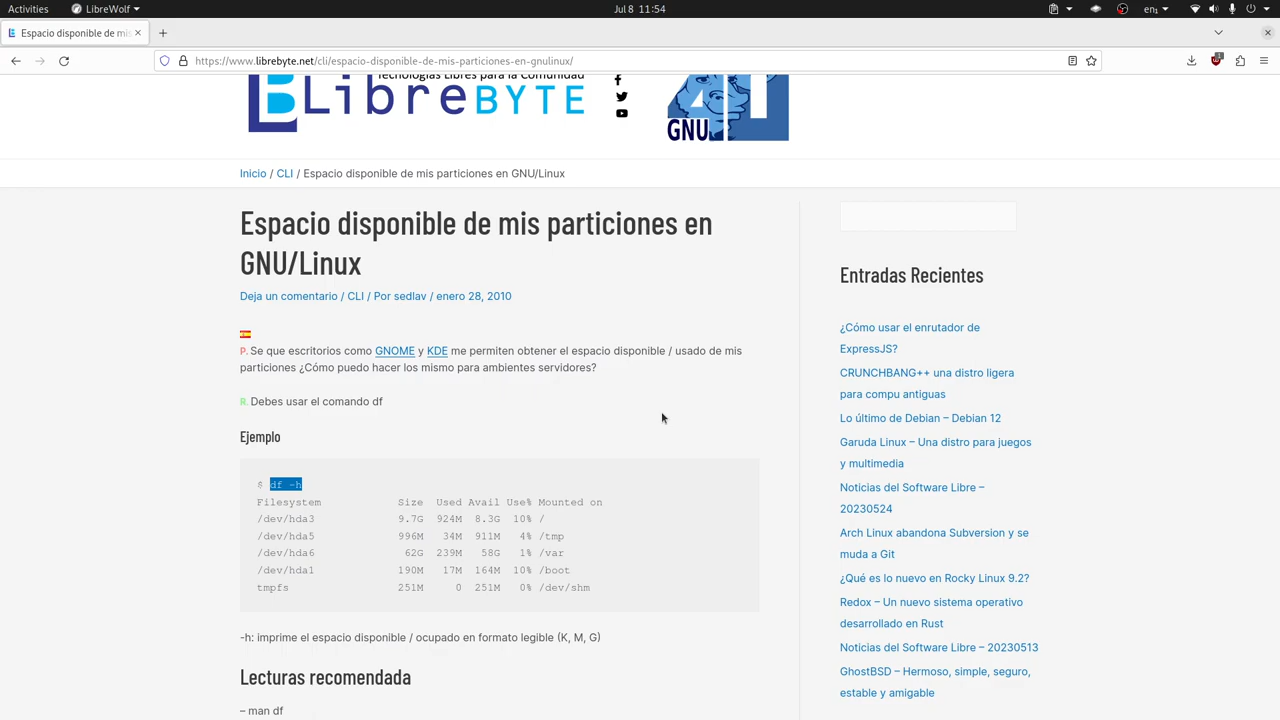 Activities
LibreWolf
Jul 8 11:54
en₁
Espacio disponible de mis
https://www.librebyte.net/cli/espacio-disponible-de-mis-particiones-en-gnulinux/
1
Tecnologías Libres para la Comunidad
LibreBYTE
GNU
40
Inicio / CLI / Espacio disponible de mis particiones en GNU/Linux
Espacio disponible de mis particiones en
GNU/Linux
Deja un comentario / CLI / Por sedlav / enero 28, 2010
P. Se que escritorios como GNOME y KDE me permiten obtener el espacio disponible / usado de mis
particiones ¿Cómo puedo hacer los mismo para ambientes servidores?
R. Debes usar el comando df
Ejemplo
$ df -h
Filesystem Size Used Avail Use% Mounted on
/dev/hda3 9.7G 924M 8.3G 10% /
/dev/hda5 996M 34M 911M 4% /tmp
/dev/hda6 62G 239M 58G 1% /var
/dev/hda1 190M 17M 164M 10% /boot
tmpfs 251M 0 251M 0% /dev/shm
-h: imprime el espacio disponible / ocupado en formato legible (K, M, G)
Lecturas recomendada
– man df
Entradas Recientes
¿Cómo usar el enrutador de
ExpressJS?
CRUNCHBANG++ una distro ligera
para compu antiguas
Lo último de Debian – Debian 12
Garuda Linux – Una distro para juegos
y multimedia
Noticias del Software Libre –
20230524
Arch Linux abandona Subversion y se
muda a Git
¿Qué es lo nuevo en Rocky Linux 9.2?
Redox – Un nuevo sistema operativo
desarrollado en Rust
Noticias del Software Libre – 20230513
GhostBSD – Hermoso, simple, seguro,
estable y amigable